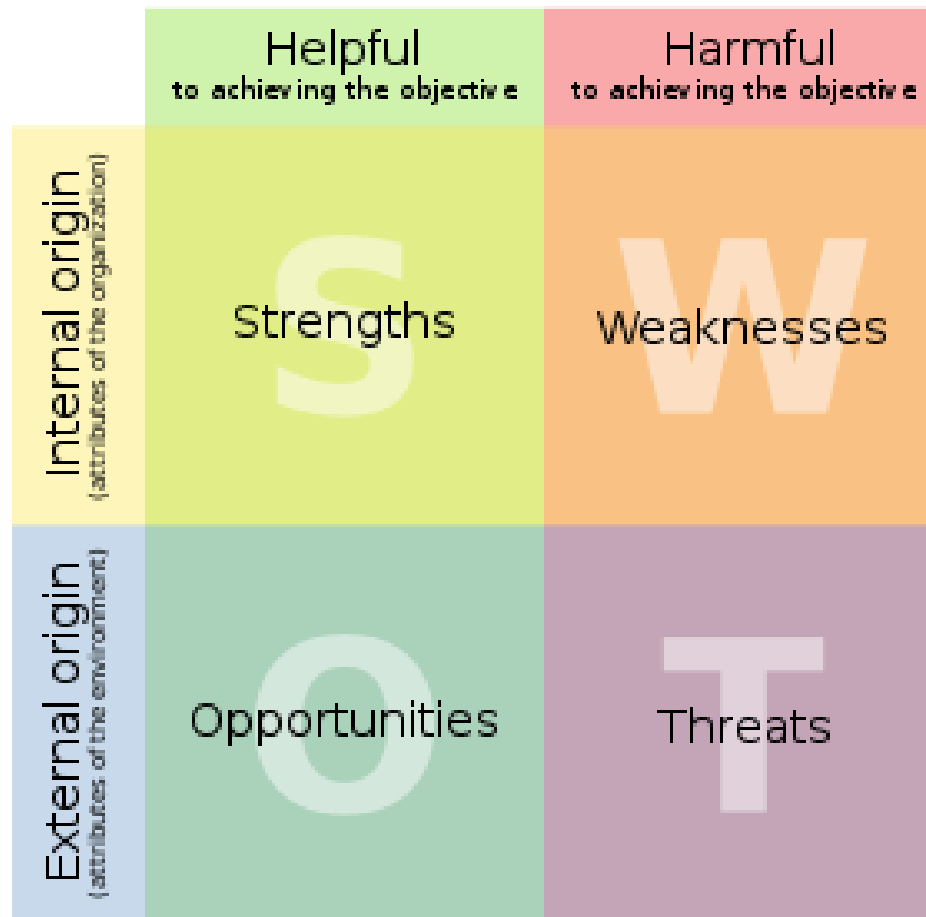 Helpful
to achieving the objective
Harmful
to achieving the objective
Internal origin
(attributes of the organization)
S
Strengths
W
Weaknesses
External origin
(attributes of the environment)
O
Opportunities
T
Threats